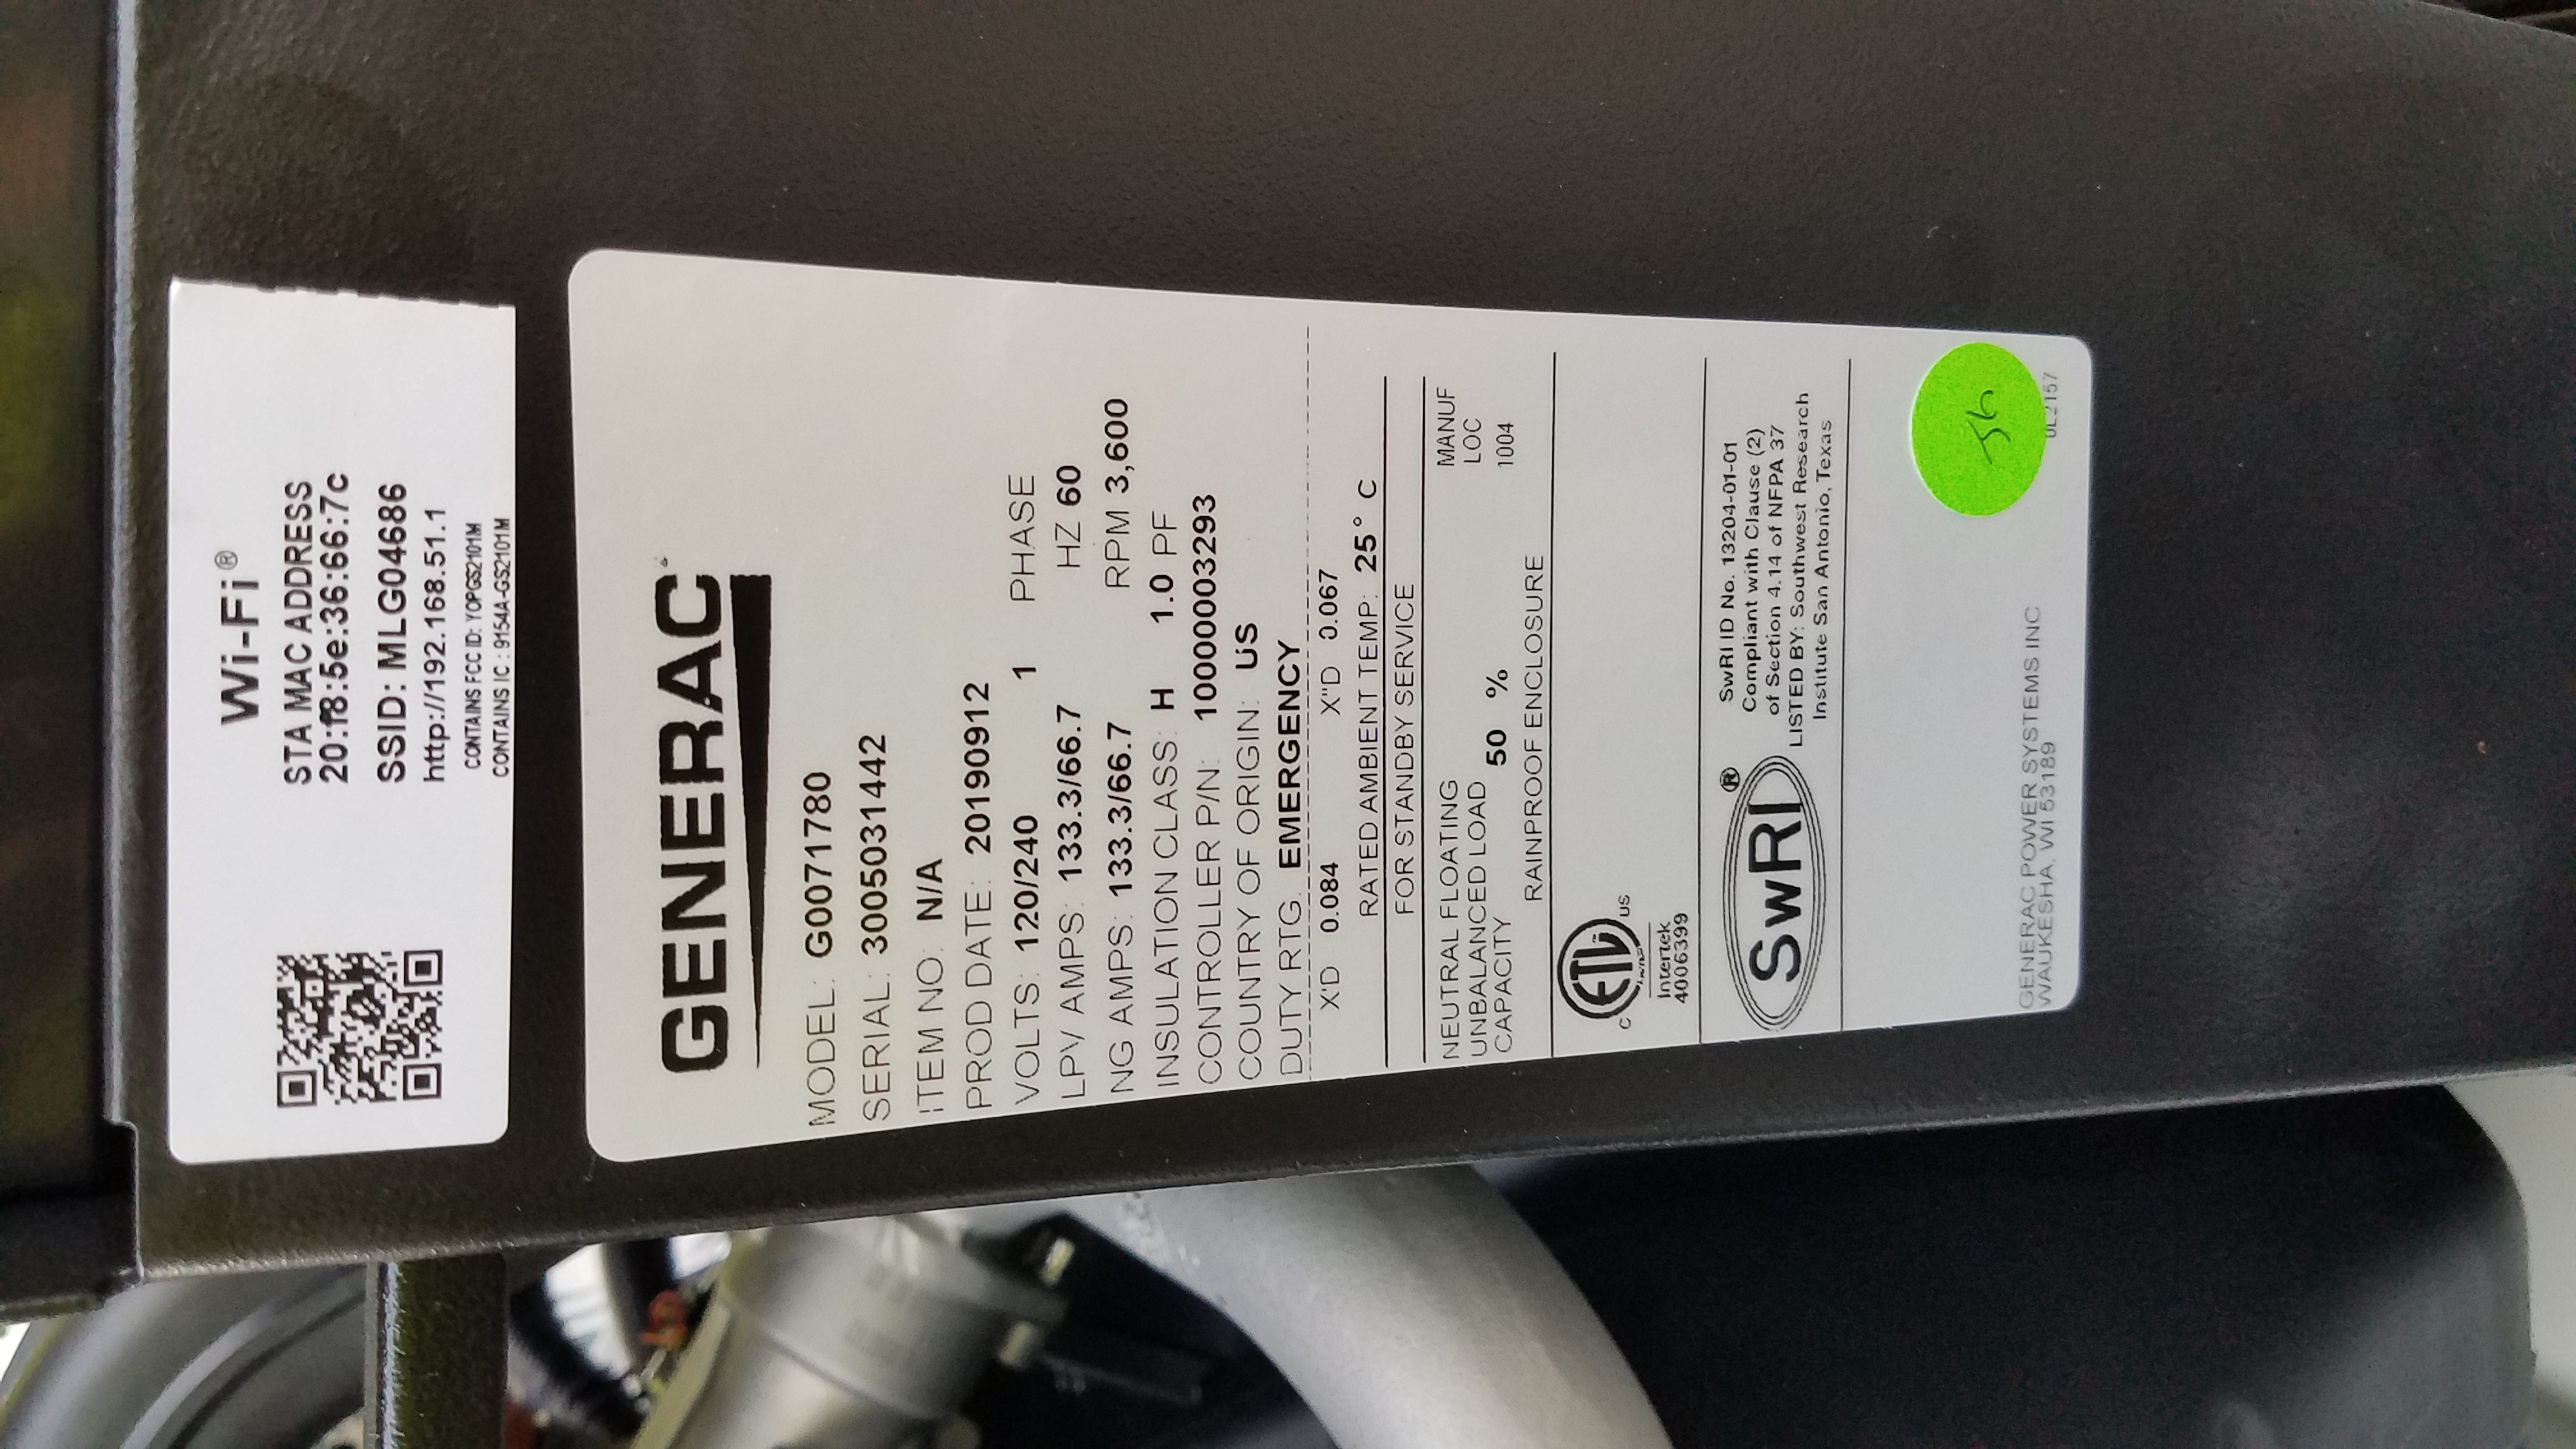 Wi-Fi®
STA MAC ADDRESS
20:f8:5e:36:66:7c
SSID: MLG04686
http://192.168.51.1
CONTAINS FCC ID: YOPGS2101M
CONTAINS IC : 9154A-GS2101M
GENERAC
MODEL: G0071780
SERIAL: 3005031442
ITEM NO: N/A
PROD DATE: 20190912
VOLTS: 120/240 1 PHASE
LPV AMPS: 133.3/66.7 HZ 60
NG AMPS: 133.3/66.7 RPM 3,600
INSULATION CLASS: H 1.0 PF
CONTROLLER P/N: 10000003293
COUNTRY OF ORIGIN: US
DUTY RTG. EMERGENCY
X'D 0.084 X"D 0.067
RATED AMBIENT TEMP: 25° C
FOR STANDBY SERVICE
NEUTRAL FLOATING
UNBALANCED LOAD
CAPACITY 50 %
MANUF
LOC
1004
RAINPROOF ENCLOSURE
ETL
C US
LISTED
Intertek
4006399
SwRI®
SwRI ID No. 13204-01-01
Compliant with Clause (2)
of Section 4.14 of NFPA 37
LISTED BY: Southwest Research
Institute San Antonio, Texas
GENERAC POWER SYSTEMS INC
WAUKESHA, WI 53189
UL2157